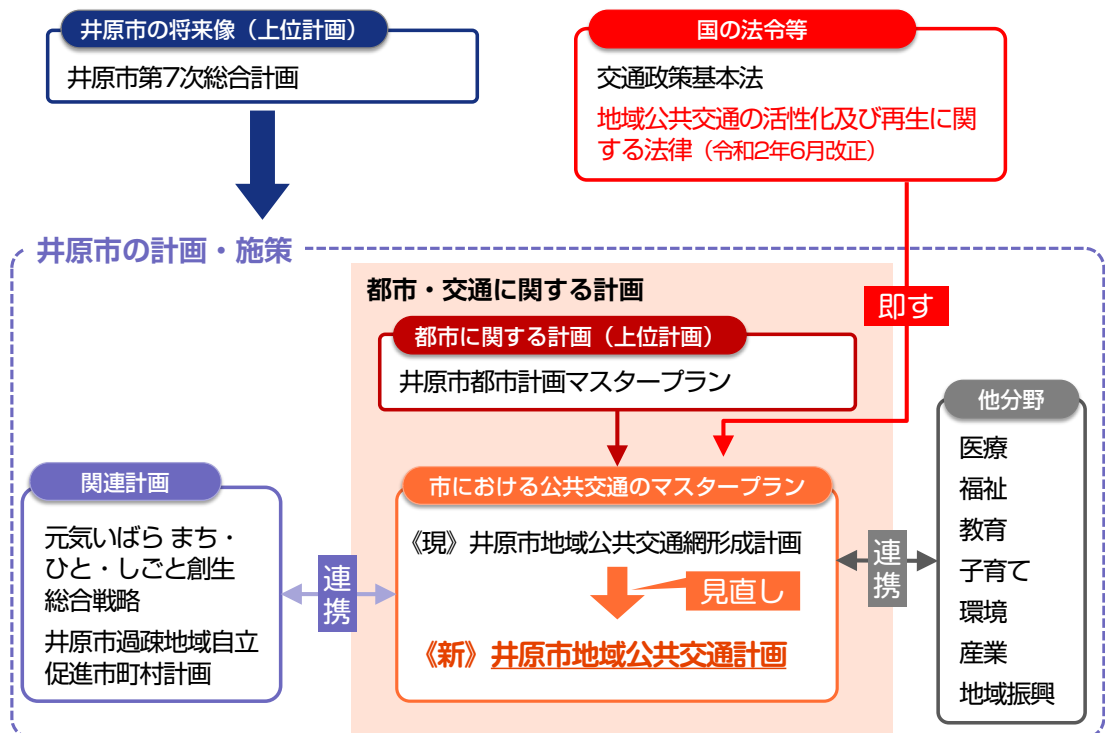 井原市の将来像（上位計画）
井原市第7次総合計画
国の法令等
交通政策基本法
地域公共交通の活性化及び再生に関
する法律（令和2年6月改正）
井原市の計画・施策
都市・交通に関する計画
即す
都市に関する計画（上位計画）
井原市都市計画マスタープラン
関連計画
元気いばら まち・
ひと・しごと創生
総合戦略
井原市過疎地域自立
促進市町村計画
連携
市における公共交通のマスタープラン
《現》井原市地域公共交通網形成計画
見直し
《新》井原市地域公共交通計画
連携
他分野
医療
福祉
教育
子育て
環境
産業
地域振興